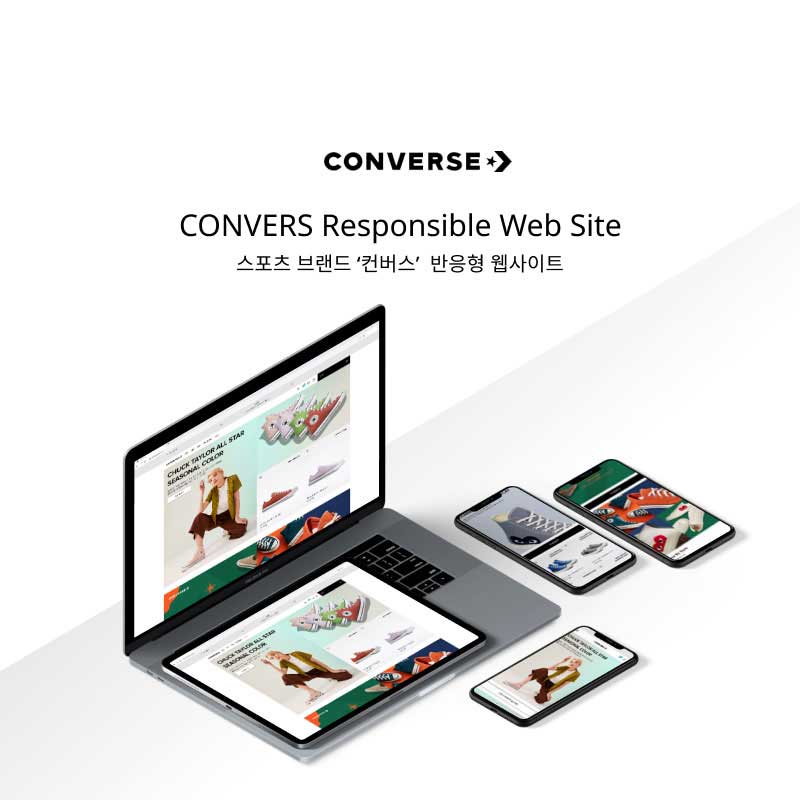 CONVERSE
CONVERS Responsible Web Site
스포츠 브랜드 ‘컨버스’ 반응형 웹사이트
CHUCK TAYLOR ALL STAR
SEASONAL COLOR
CHUCK TAYLOR ALL STAR
SEASONAL COLOR